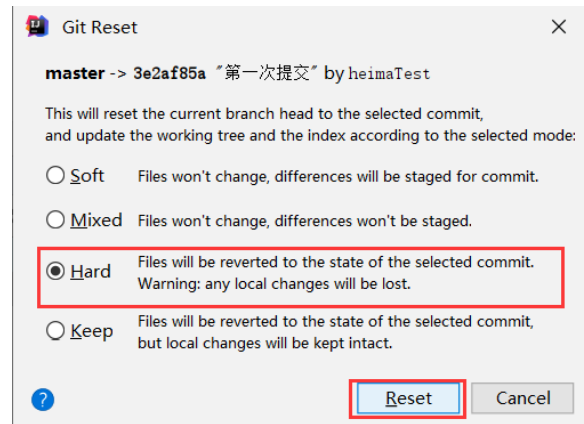 Git Reset
master -> 3e2af85a "第一次提交" by heimaTest
This will reset the current branch head to the selected commit,
and update the working tree and the index according to the selected mode:
Soft Files won't change, differences will be staged for commit.
Mixed Files won't change, differences won't be staged.
Hard Files will be reverted to the state of the selected commit.
Warning: any local changes will be lost.
Keep Files will be reverted to the state of the selected commit,
but local changes will be kept intact.
? Reset Cancel